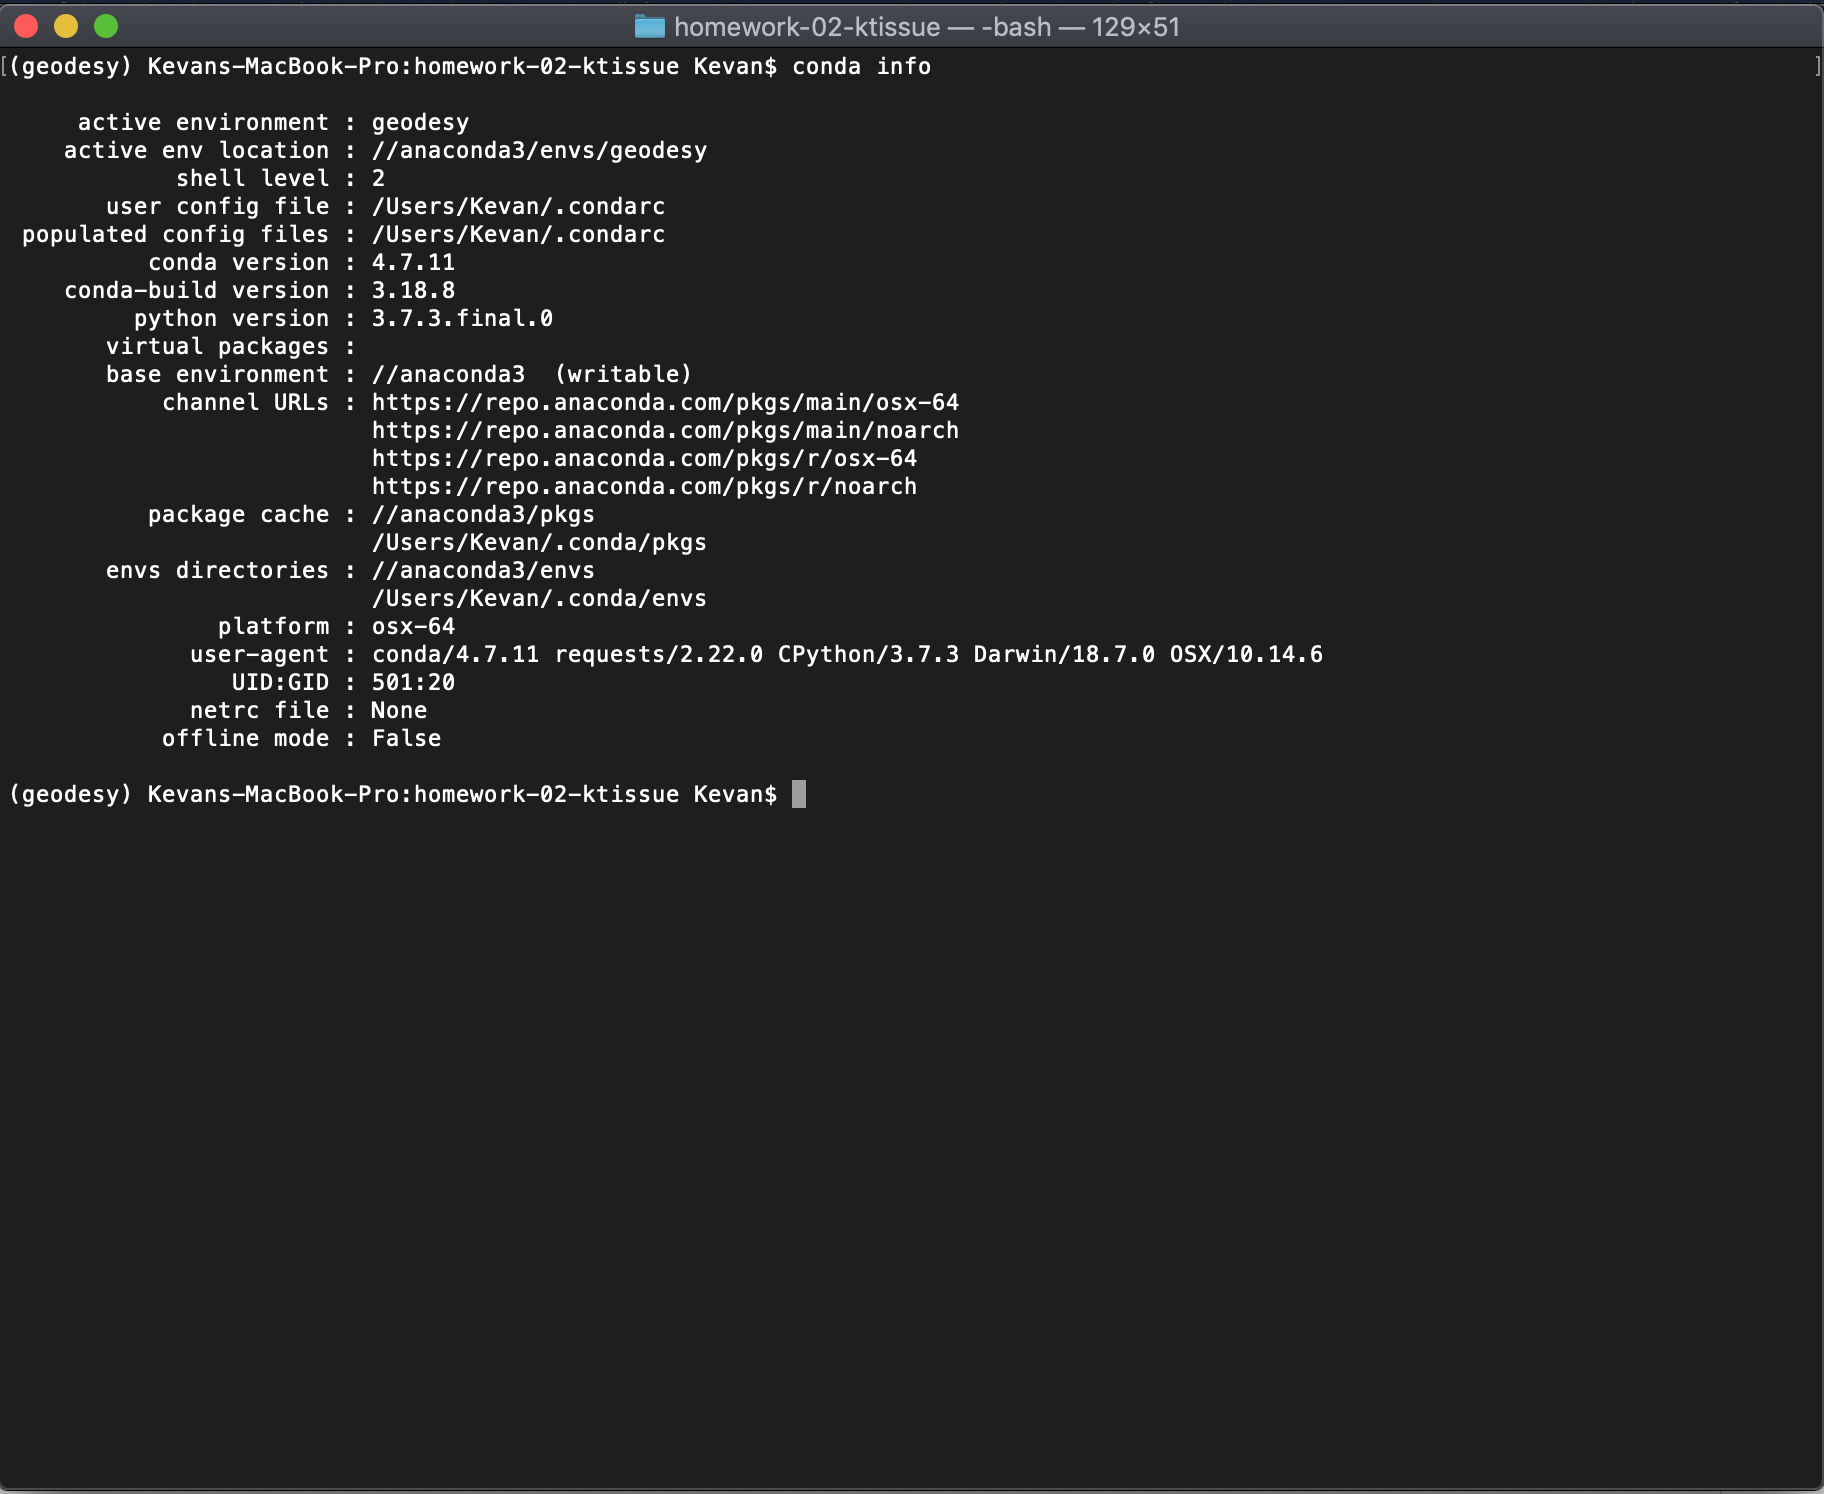 homework-02-ktissue — -bash — 129×51
[(geodesy) Kevans-MacBook-Pro:homework-02-ktissue Kevan$ conda info ]
active environment : geodesy
active env location : //anaconda3/envs/geodesy
shell level : 2
user config file : /Users/Kevan/.condarc
populated config files : /Users/Kevan/.condarc
conda version : 4.7.11
conda-build version : 3.18.8
python version : 3.7.3.final.0
virtual packages :
base environment : //anaconda3  (writable)
channel URLs : https://repo.anaconda.com/pkgs/main/osx-64
https://repo.anaconda.com/pkgs/main/noarch
https://repo.anaconda.com/pkgs/r/osx-64
https://repo.anaconda.com/pkgs/r/noarch
package cache : //anaconda3/pkgs
/Users/Kevan/.conda/pkgs
envs directories : //anaconda3/envs
/Users/Kevan/.conda/envs
platform : osx-64
user-agent : conda/4.7.11 requests/2.22.0 CPython/3.7.3 Darwin/18.7.0 OSX/10.14.6
UID:GID : 501:20
netrc file : None
offline mode : False
(geodesy) Kevans-MacBook-Pro:homework-02-ktissue Kevan$